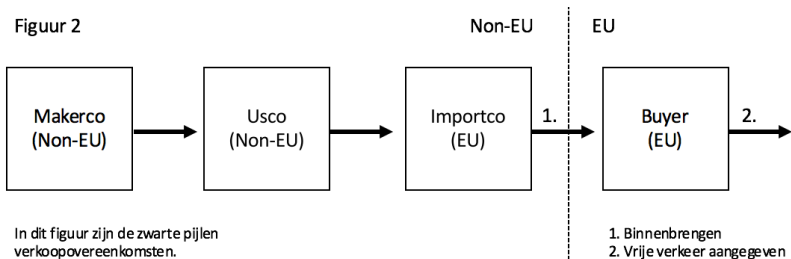 Figuur 2
Non-EU
EU
Makerco
(Non-EU)
Usco
(Non-EU)
Importco
(EU)
1.
Buyer
(EU)
2.
In dit figuur zijn de zwarte pijlen
verkoopovereenkomsten.
1. Binnenbrengen
2. Vrije verkeer aangegeven